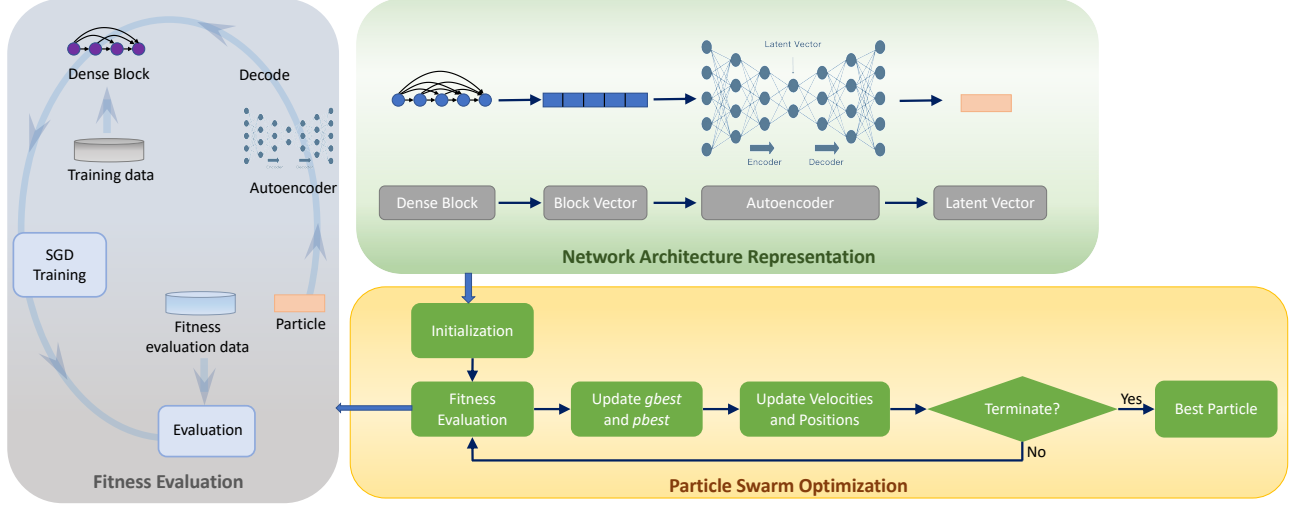 Dense Block
Decode
Training data
Encoder
Decoder
Autoencoder
SGD
Training
Fitness
evaluation data
Particle
Evaluation
Fitness Evaluation
Latent Vector
Encoder
Decoder
Dense Block
Block Vector
Autoencoder
Latent Vector
Network Architecture Representation
Initialization
Fitness
Evaluation
Update gbest
and pbest
Update Velocities
and Positions
Terminate?
Yes
No
Best Particle
Particle Swarm Optimization